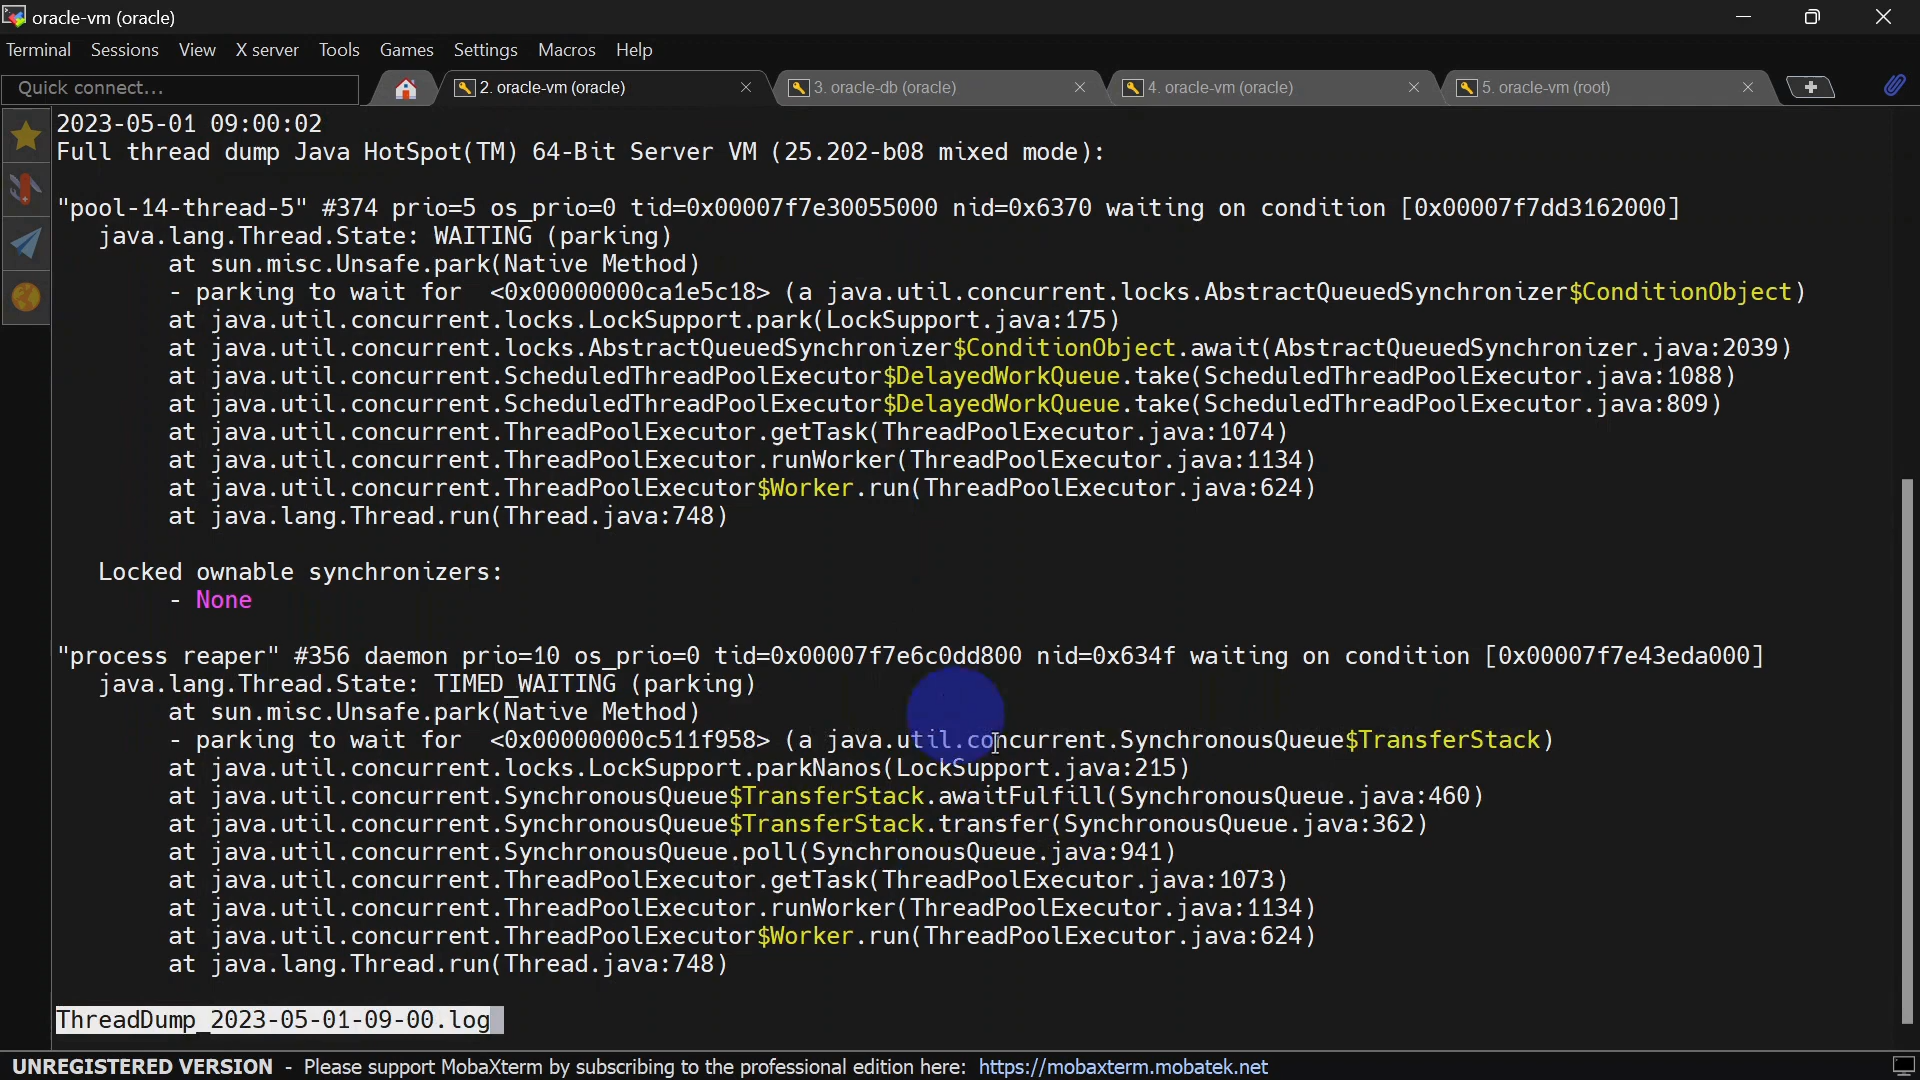 oracle-vm (oracle)
Terminal Sessions View X server Tools Games Settings Macros Help
Quick connect...
2. oracle-vm (oracle)
3. oracle-db (oracle)
4. oracle-vm (oracle)
5. oracle-vm (root)
2023-05-01 09:00:02
Full thread dump Java HotSpot(TM) 64-Bit Server VM (25.202-b08 mixed mode):
"pool-14-thread-5" #374 prio=5 os_prio=0 tid=0x00007f7e30055000 nid=0x6370 waiting on condition [0x00007f7dd3162000]
java.lang.Thread.State: WAITING (parking)
at sun.misc.Unsafe.park(Native Method)
- parking to wait for <0x00000000ca1e5c18> (a java.util.concurrent.locks.AbstractQueuedSynchronizer$ConditionObject)
at java.util.concurrent.locks.LockSupport.park(LockSupport.java:175)
at java.util.concurrent.locks.AbstractQueuedSynchronizer$ConditionObject.await(AbstractQueuedSynchronizer.java:2039)
at java.util.concurrent.ScheduledThreadPoolExecutor$DelayedWorkQueue.take(ScheduledThreadPoolExecutor.java:1088)
at java.util.concurrent.ScheduledThreadPoolExecutor$DelayedWorkQueue.take(ScheduledThreadPoolExecutor.java:809)
at java.util.concurrent.ThreadPoolExecutor.getTask(ThreadPoolExecutor.java:1074)
at java.util.concurrent.ThreadPoolExecutor.runWorker(ThreadPoolExecutor.java:1134)
at java.util.concurrent.ThreadPoolExecutor$Worker.run(ThreadPoolExecutor.java:624)
at java.lang.Thread.run(Thread.java:748)
Locked ownable synchronizers:
- None
"process reaper" #356 daemon prio=10 os_prio=0 tid=0x00007f7e6c0dd800 nid=0x634f waiting on condition [0x00007f7e43eda000]
java.lang.Thread.State: TIMED_WAITING (parking)
at sun.misc.Unsafe.park(Native Method)
- parking to wait for <0x00000000c511f958> (a java.util.concurrent.SynchronousQueue$TransferStack)
at java.util.concurrent.locks.LockSupport.parkNanos(LockSupport.java:215)
at java.util.concurrent.SynchronousQueue$TransferStack.awaitFulfill(SynchronousQueue.java:460)
at java.util.concurrent.SynchronousQueue$TransferStack.transfer(SynchronousQueue.java:362)
at java.util.concurrent.SynchronousQueue.poll(SynchronousQueue.java:941)
at java.util.concurrent.ThreadPoolExecutor.getTask(ThreadPoolExecutor.java:1073)
at java.util.concurrent.ThreadPoolExecutor.runWorker(ThreadPoolExecutor.java:1134)
at java.util.concurrent.ThreadPoolExecutor$Worker.run(ThreadPoolExecutor.java:624)
at java.lang.Thread.run(Thread.java:748)
ThreadDump_2023-05-01-09-00.log
UNREGISTERED VERSION - Please support MobaXterm by subscribing to the professional edition here: https://mobaxterm.mobatek.net